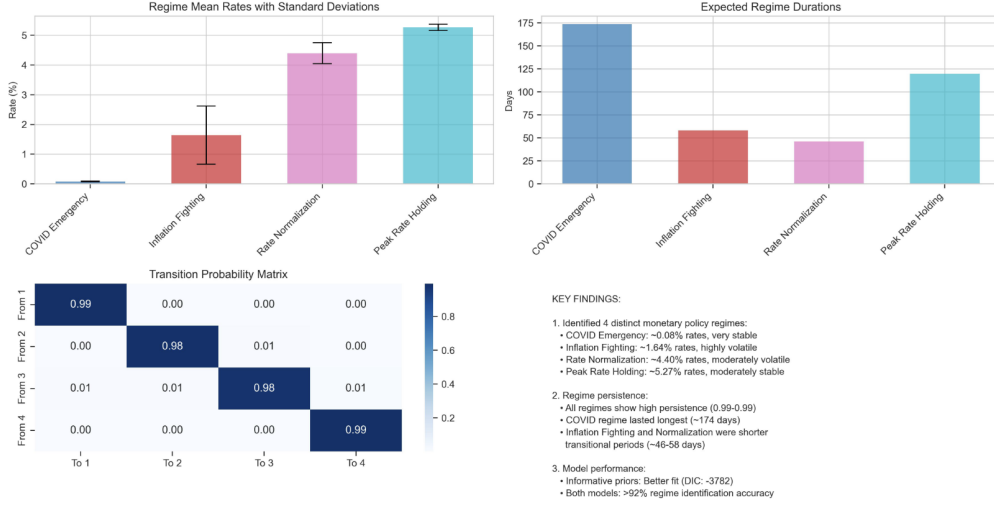 Regime Mean Rates with Standard Deviations
Rate (%)
5
4
3
2
1
0
COVID Emergency
Inflation Fighting
Rate Normalization
Peak Rate Holding
Expected Regime Durations
Days
175
150
125
100
75
50
25
0
COVID Emergency
Inflation Fighting
Rate Normalization
Peak Rate Holding
Transition Probability Matrix
From 1
0.99 0.00 0.00 0.00
From 2
0.00 0.98 0.01 0.00
From 3
0.01 0.01 0.98 0.01
From 4
0.00 0.00 0.00 0.99
To 1 To 2 To 3 To 4
0.8
0.6
0.4
0.2
KEY FINDINGS:
1. Identified 4 distinct monetary policy regimes:
• COVID Emergency: ~0.08% rates, very stable
• Inflation Fighting: ~1.64% rates, highly volatile
• Rate Normalization: ~4.40% rates, moderately volatile
• Peak Rate Holding: ~5.27% rates, moderately stable
2. Regime persistence:
• All regimes show high persistence (0.99-0.99)
• COVID regime lasted longest (~174 days)
• Inflation Fighting and Normalization were shorter
transitional periods (~46-58 days)
3. Model performance:
• Informative priors: Better fit (DIC: -3782)
• Both models: >92% regime identification accuracy